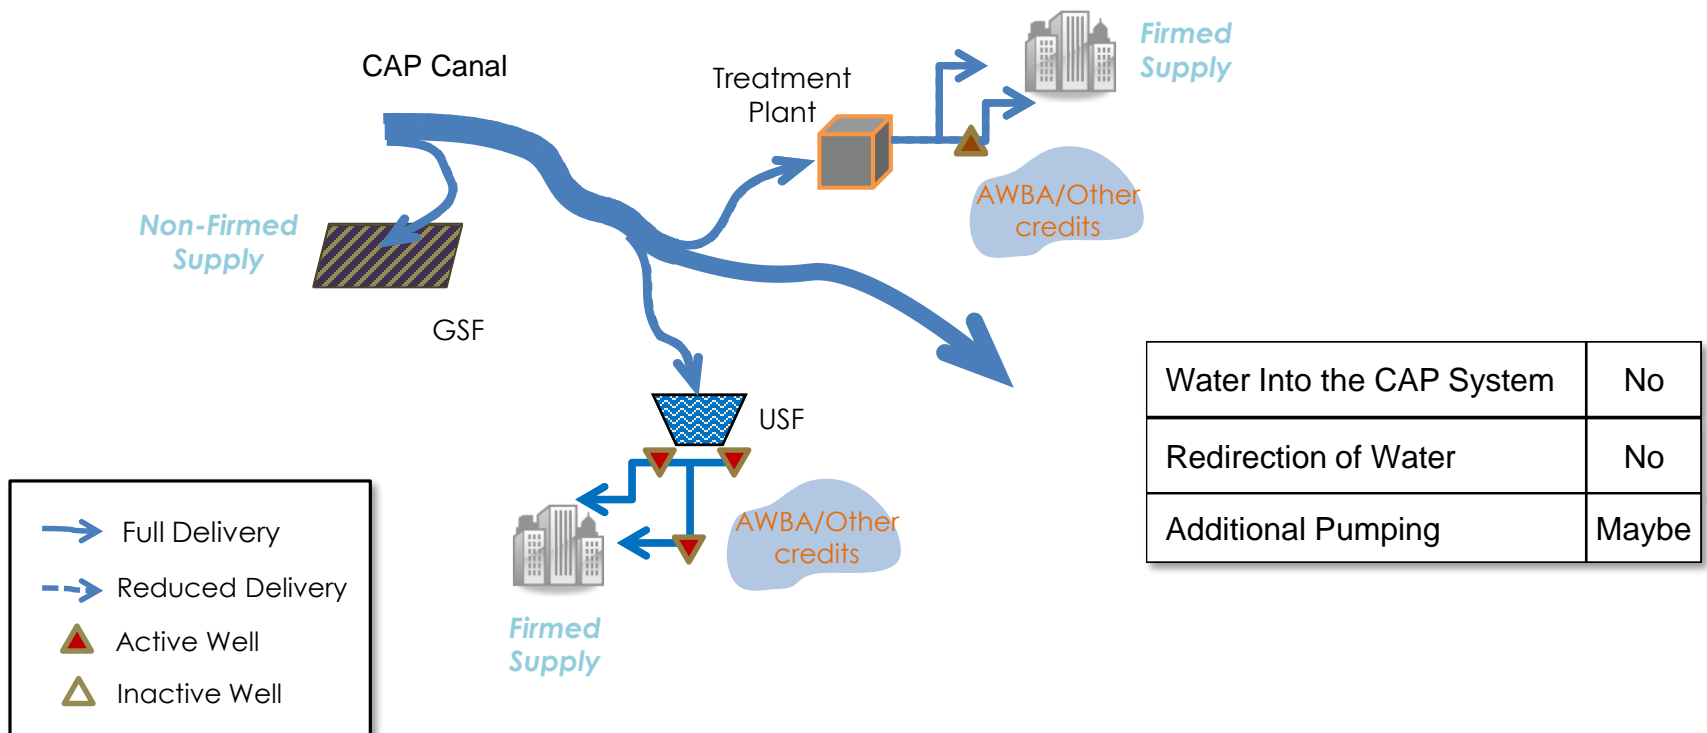 CAP Canal
Treatment
Plant
Firmed
Supply
AWBA/Other
credits
Non-Firmed
Supply
GSF
USF
AWBA/Other
credits
Firmed
Supply
Full Delivery
Reduced Delivery
Active Well
Inactive Well
Water Into the CAP System No
Redirection of Water No
Additional Pumping Maybe